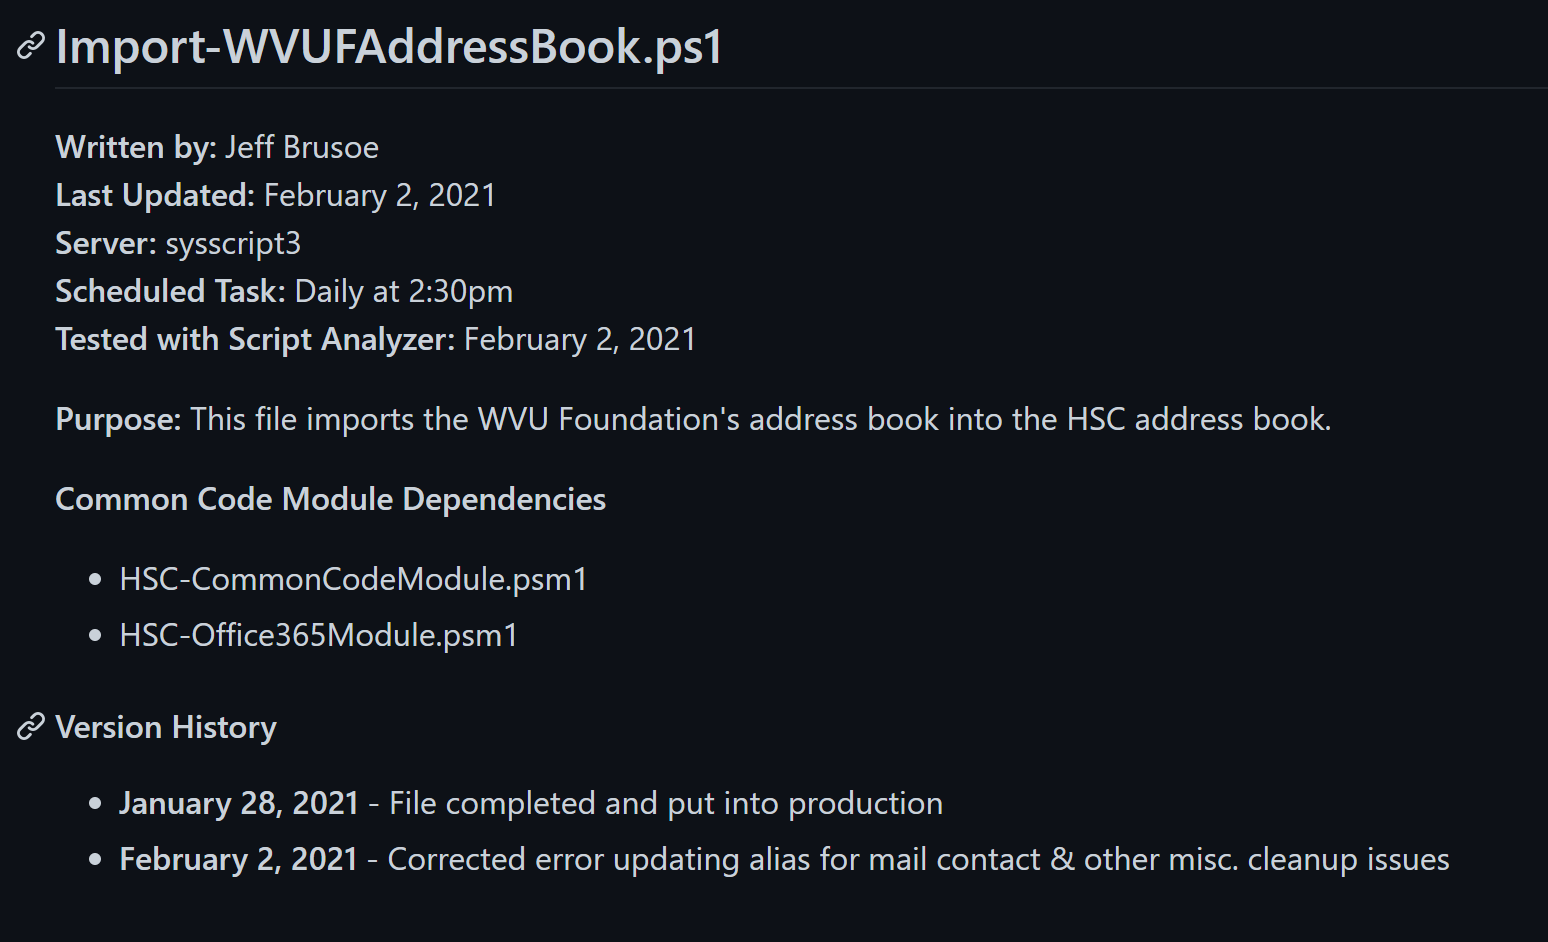 Import-WVUFAddressBook.ps1
Written by: Jeff Brusoe
Last Updated: February 2, 2021
Server: sysscript3
Scheduled Task: Daily at 2:30pm
Tested with Script Analyzer: February 2, 2021
Purpose: This file imports the WVU Foundation's address book into the HSC address book.
Common Code Module Dependencies
HSC-CommonCodeModule.psm1
HSC-Office365Module.psm1
Version History
January 28, 2021 - File completed and put into production
February 2, 2021 - Corrected error updating alias for mail contact & other misc. cleanup issues